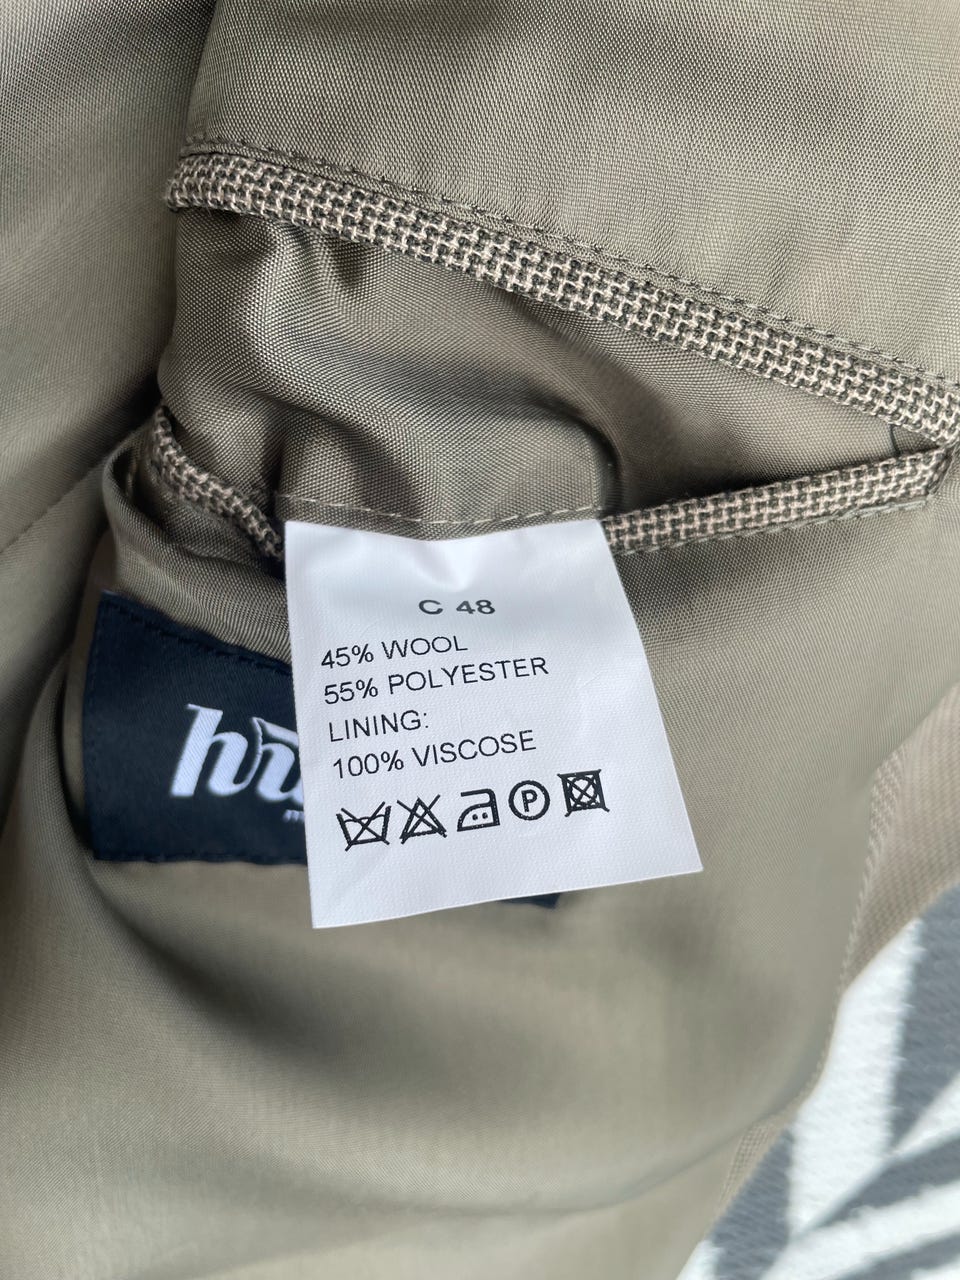 C 48
45% WOOL
55% POLYESTER
LINING:
100% VISCOSE
P